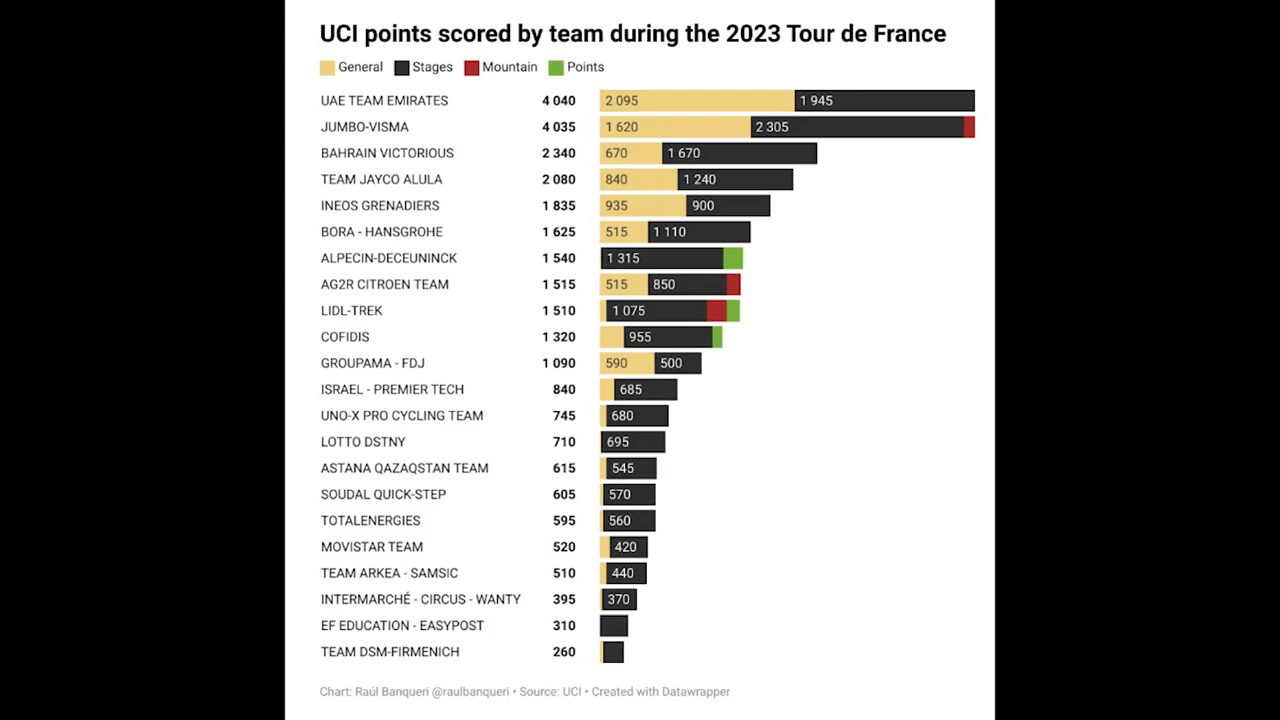 UCI points scored by team during the 2023 Tour de France
General Stages Mountain Points
UAE TEAM EMIRATES 4 040 2 095 1 945
JUMBO-VISMA 4 035 1 620 2 305
BAHRAIN VICTORIOUS 2 340 670 1 670
TEAM JAYCO ALULA 2 080 840 1 240
INEOS GRENADIERS 1 835 935 900
BORA - HANSGROHE 1 625 515 1 110
ALPECIN-DECEUNINCK 1 540 1 315
AG2R CITROEN TEAM 1 515 515 850
LIDL-TREK 1 510 1 075
COFIDIS 1 320 955
GROUPAMA - FDJ 1 090 590 500
ISRAEL - PREMIER TECH 840 685
UNO-X PRO CYCLING TEAM 745 680
LOTTO DSTNY 710 695
ASTANA QAZAQSTAN TEAM 615 545
SOUDAL QUICK-STEP 605 570
TOTALENERGIES 595 560
MOVISTAR TEAM 520 420
TEAM ARKEA - SAMSIC 510 440
INTERMARCHÉ - CIRCUS - WANTY 395 370
EF EDUCATION - EASYPOST 310
TEAM DSM-FIRMENICH 260
Chart: Raúl Banqueri @raulbanqueri • Source: UCI • Created with Datawrapper